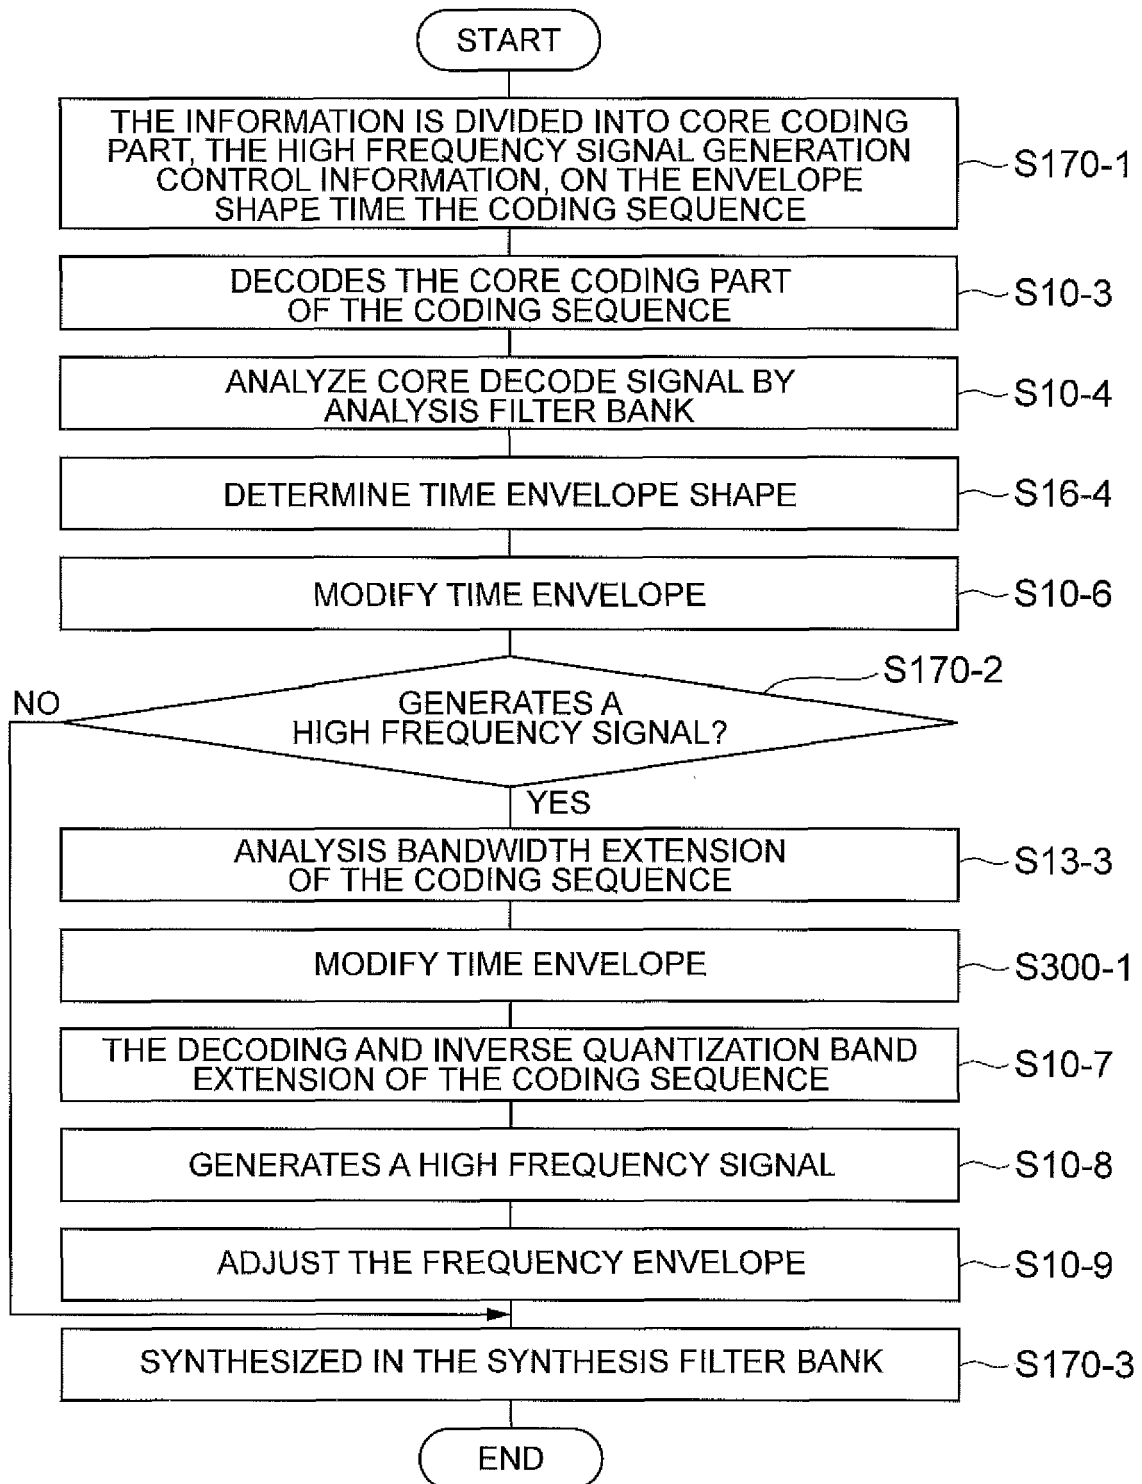 START
THE INFORMATION IS DIVIDED INTO CORE CODING
PART, THE HIGH FREQUENCY SIGNAL GENERATION
CONTROL INFORMATION, ON THE ENVELOPE
SHAPE TIME THE CODING SEQUENCE
S170-1
DECODES THE CORE CODING PART
OF THE CODING SEQUENCE
S10-3
ANALYZE CORE DECODE SIGNAL BY
ANALYSIS FILTER BANK
S10-4
DETERMINE TIME ENVELOPE SHAPE
S16-4
MODIFY TIME ENVELOPE
S10-6
S170-2
NO
GENERATES A
HIGH FREQUENCY SIGNAL?
YES
ANALYSIS BANDWIDTH EXTENSION
OF THE CODING SEQUENCE
S13-3
MODIFY TIME ENVELOPE
S300-1
THE DECODING AND INVERSE QUANTIZATION BAND
EXTENSION OF THE CODING SEQUENCE
S10-7
GENERATES A HIGH FREQUENCY SIGNAL
S10-8
ADJUST THE FREQUENCY ENVELOPE
S10-9
SYNTHESIZED IN THE SYNTHESIS FILTER BANK
S170-3
END